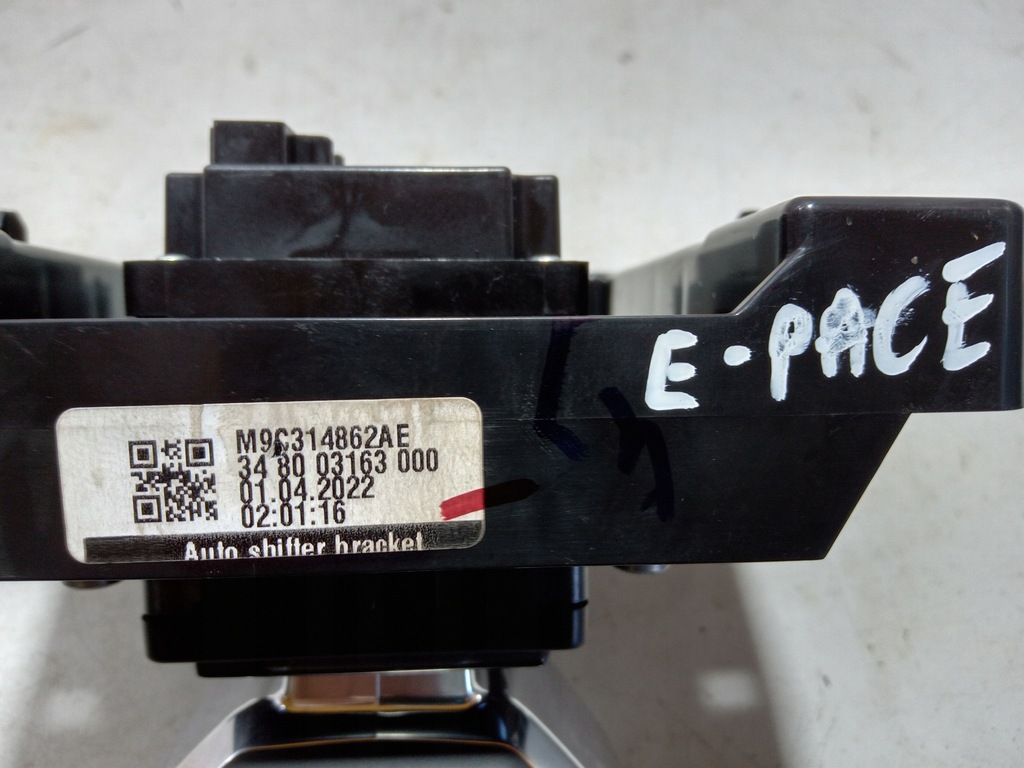 E-PACE
M9C314862AE
34 80 03163 000
01.04.2022
02:01:16
Auto shifter bracket